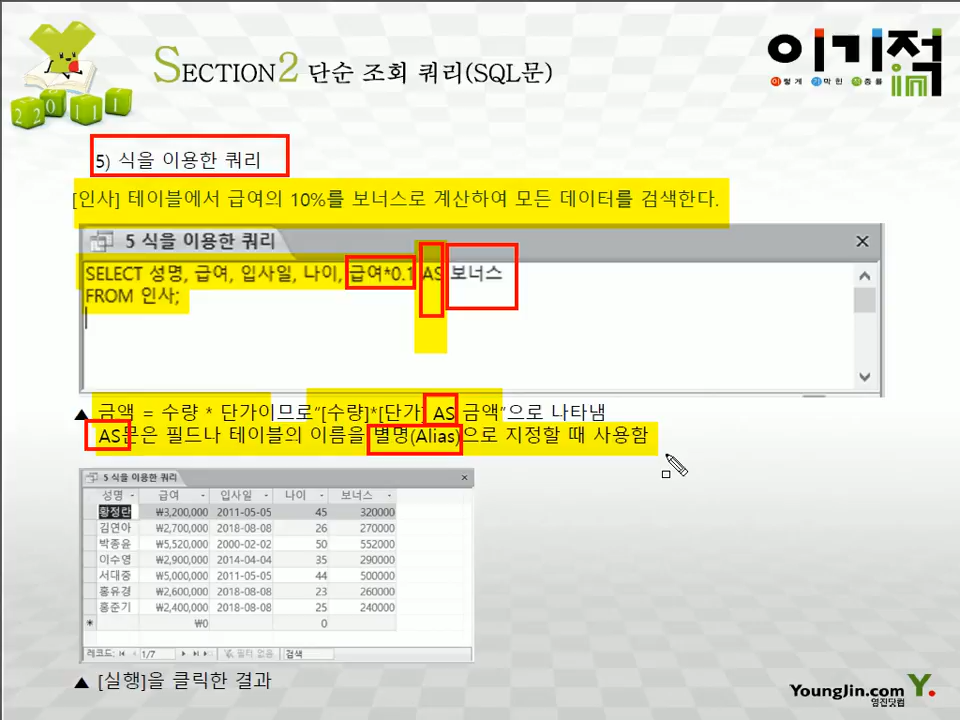 SECTION2 단순 조회 쿼리(SQL문)
이기적in
이렇게 기막힌 적중률
2 2 0 1 1 1
5) 식을 이용한 쿼리
[인사] 테이블에서 급여의 10%를 보너스로 계산하여 모든 데이터를 검색한다.
5 식을 이용한 쿼리
SELECT 성명, 급여, 입사일, 나이, 급여*0.1 AS 보너스
FROM 인사;
▲ 금액 = 수량 * 단가이므로"[수량]*[단가] AS 금액"으로 나타냄
AS문은 필드나 테이블의 이름을 별명(Alias)으로 지정할 때 사용함
5 식을 이용한 쿼리
성명 급여 입사일 나이 보너스
황정란 ₩3,200,000 2011-05-05 45 320000
김연아 ₩2,700,000 2018-08-08 26 270000
박종윤 ₩5,520,000 2000-02-02 50 552000
이수영 ₩2,900,000 2014-04-04 35 290000
서대중 ₩5,000,000 2011-05-05 44 500000
홍유경 ₩2,600,000 2018-08-08 23 260000
홍준기 ₩2,400,000 2018-08-08 25 240000
* ₩0 0
레코드: 1/7 필터 없음 검색
▲ [실행]을 클릭한 결과
YoungJin.com Y.
영진닷컴